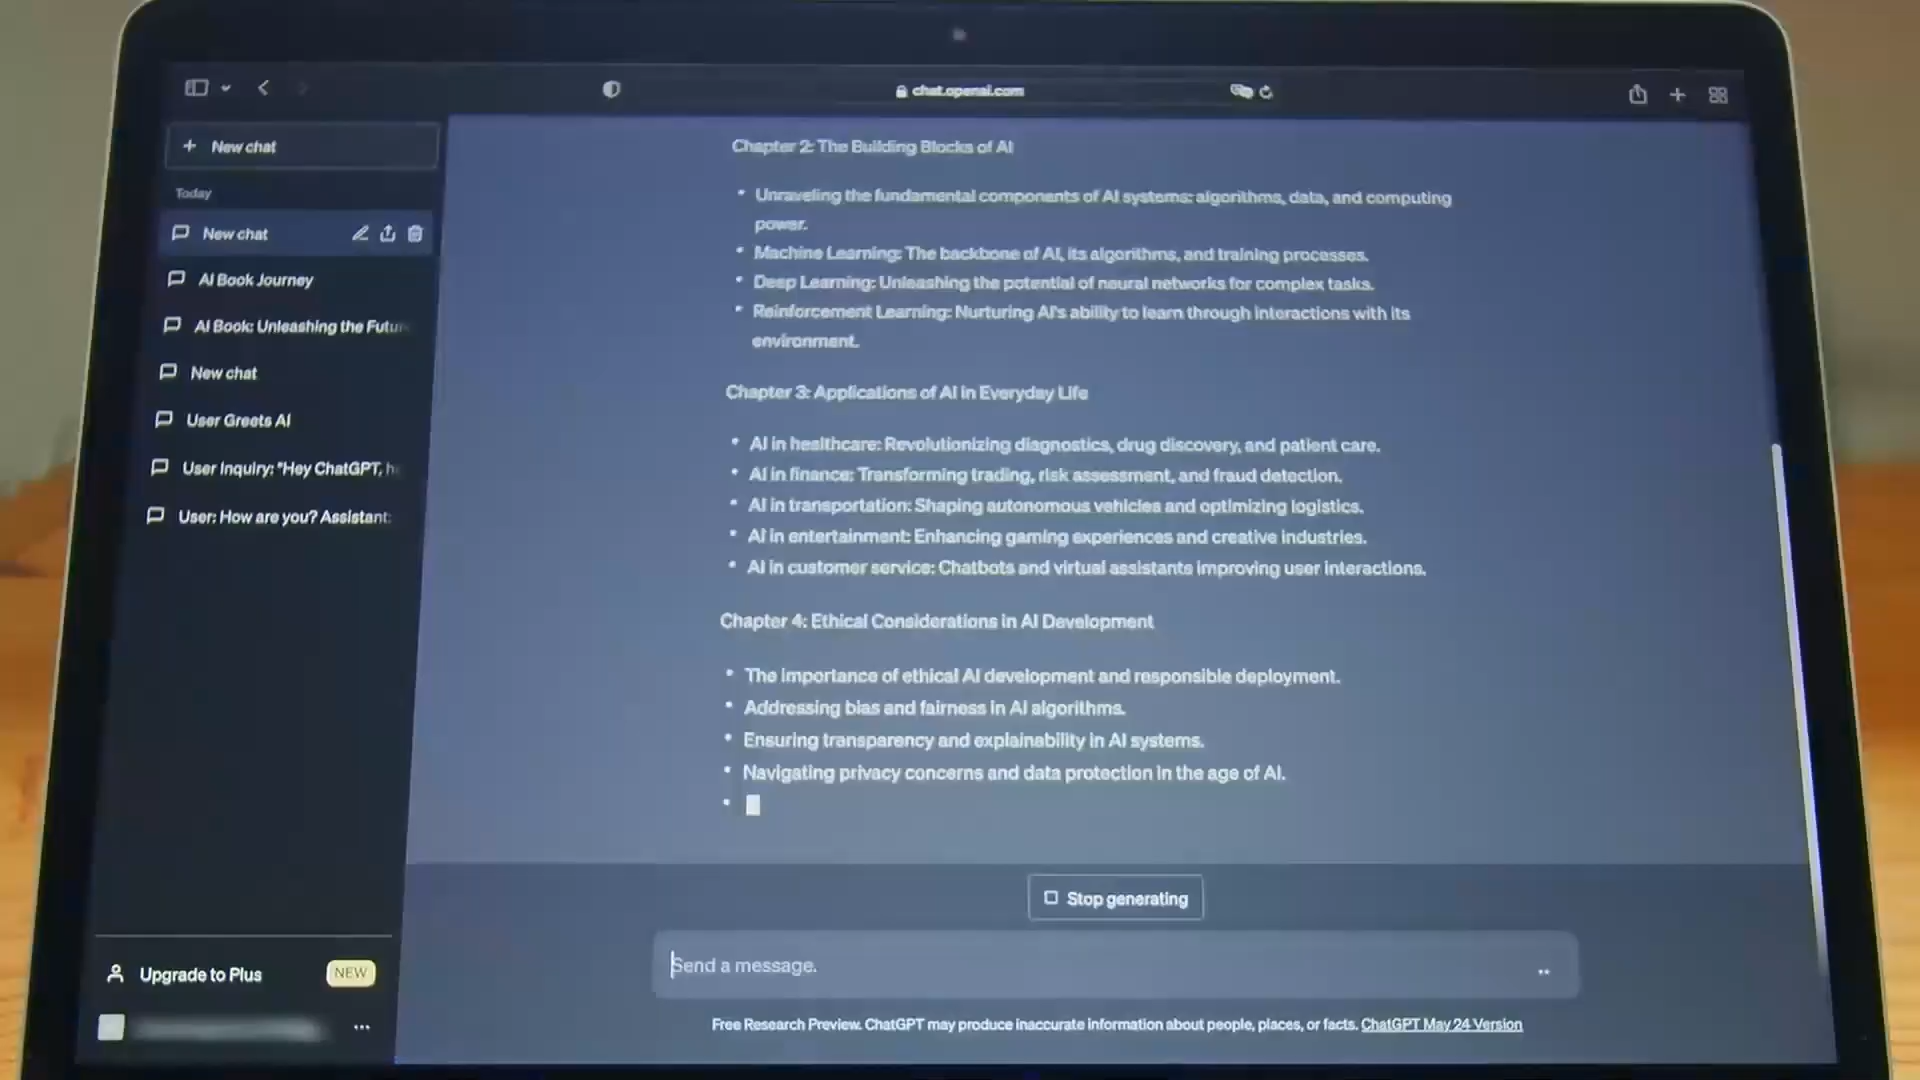 chat.openai.com
+ New chat
Today
New chat
AI Book Journey
AI Book: Unleashing the Futur
New chat
User Greets AI
User Inquiry: "Hey ChatGPT, h
User: How are you? Assistant:
Upgrade to Plus
NEW
Chapter 2: The Building Blocks of AI
• Unraveling the fundamental components of AI systems: algorithms, data, and computing
power.
• Machine Learning: The backbone of AI, its algorithms, and training processes.
• Deep Learning: Unleashing the potential of neural networks for complex tasks.
• Reinforcement Learning: Nurturing AI's ability to learn through interactions with its
environment.
Chapter 3: Applications of AI in Everyday Life
• AI in healthcare: Revolutionizing diagnostics, drug discovery, and patient care.
• AI in finance: Transforming trading, risk assessment, and fraud detection.
• AI in transportation: Shaping autonomous vehicles and optimizing logistics.
• AI in entertainment: Enhancing gaming experiences and creative industries.
• AI in customer service: Chatbots and virtual assistants improving user interactions.
Chapter 4: Ethical Considerations in AI Development
• The importance of ethical AI development and responsible deployment.
• Addressing bias and fairness in AI algorithms.
• Ensuring transparency and explainability in AI systems.
• Navigating privacy concerns and data protection in the age of AI.
•
Stop generating
Send a message.
Free Research Preview. ChatGPT may produce inaccurate information about people, places, or facts. ChatGPT May 24 Version